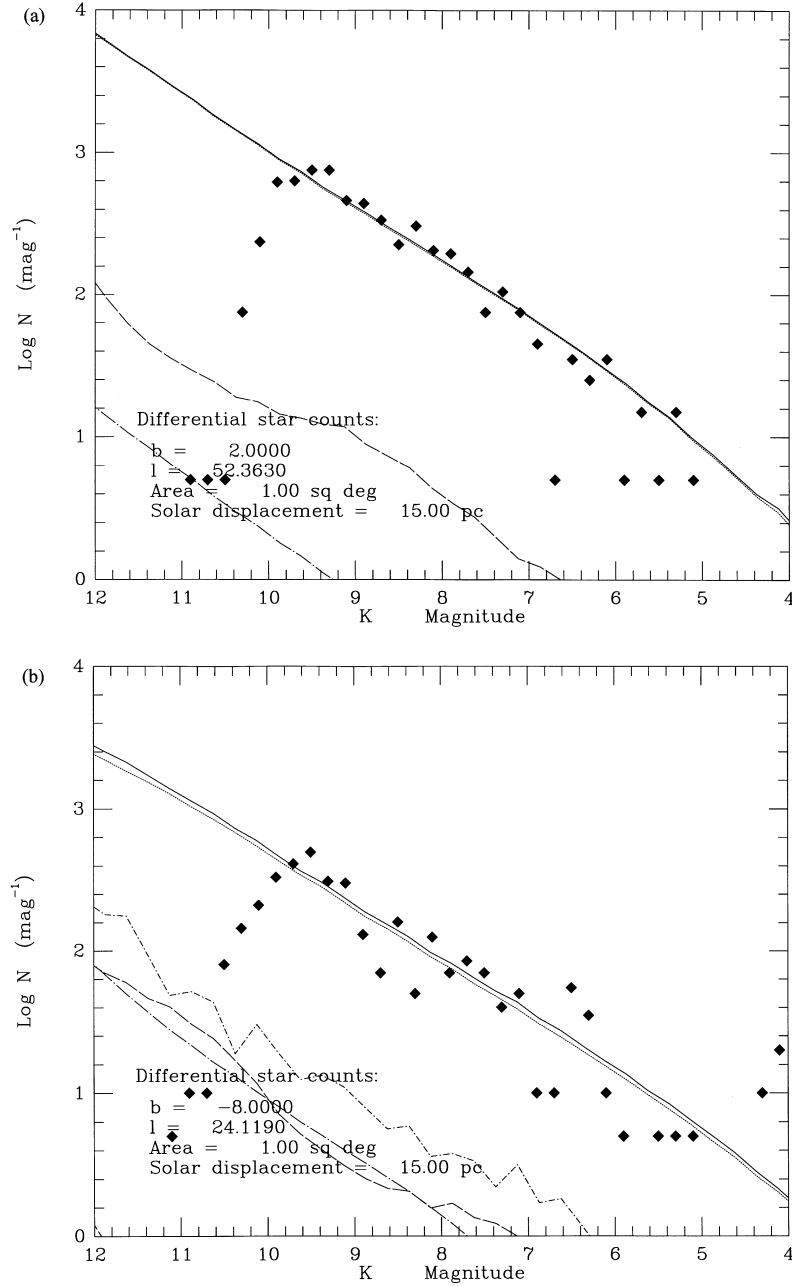 (a)
4
3
2
1
0
Log N (mag⁻¹)
Differential star counts:
b = 2.0000
l = 52.3630
Area = 1.00 sq deg
Solar displacement = 15.00 pc
12 11 10 9 8 7 6 5 4
K Magnitude
(b)
4
3
2
1
0
Log N (mag⁻¹)
Differential star counts:
b = −8.0000
l = 24.1190
Area = 1.00 sq deg
Solar displacement = 15.00 pc
12 11 10 9 8 7 6 5 4
K Magnitude